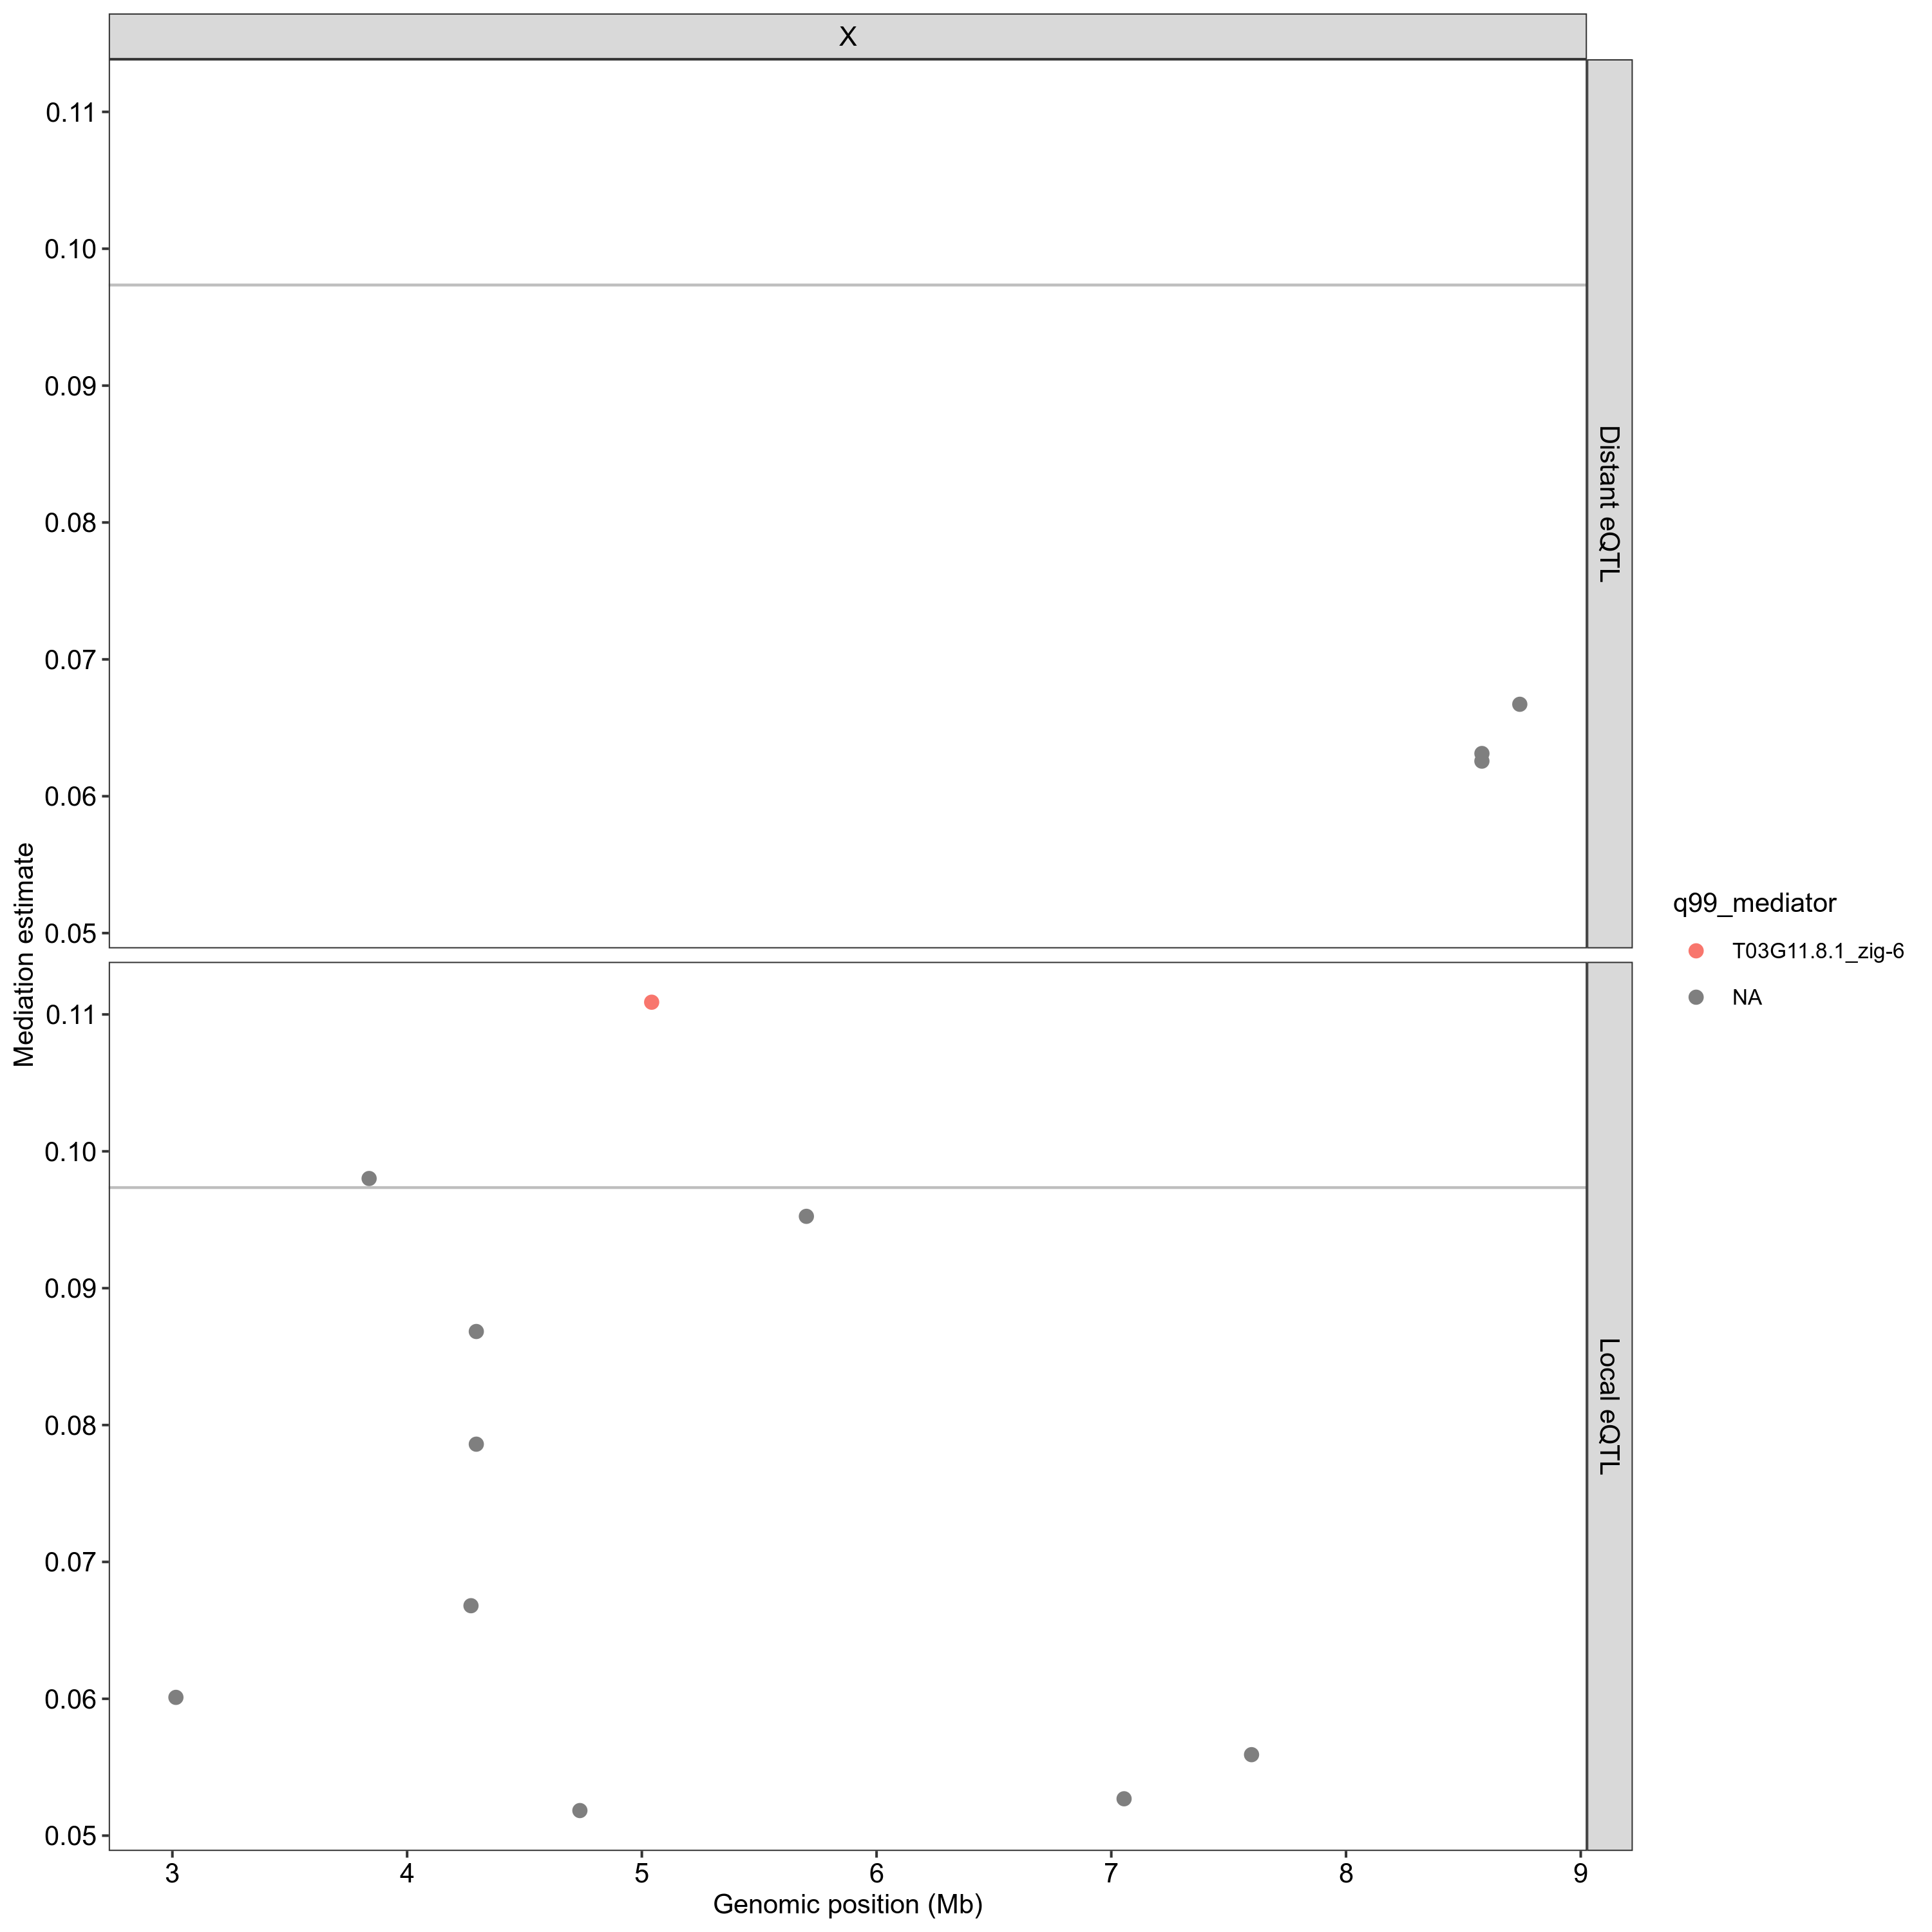 X
0.11
0.10
0.09
0.08
0.07
0.06
0.05
Distant eQTL
Mediation estimate
0.11
0.10
0.09
0.08
0.07
0.06
0.05
Local eQTL
3 4 5 6 7 8 9
Genomic position (Mb)
q99_mediator
T03G11.8.1_zig-6
NA